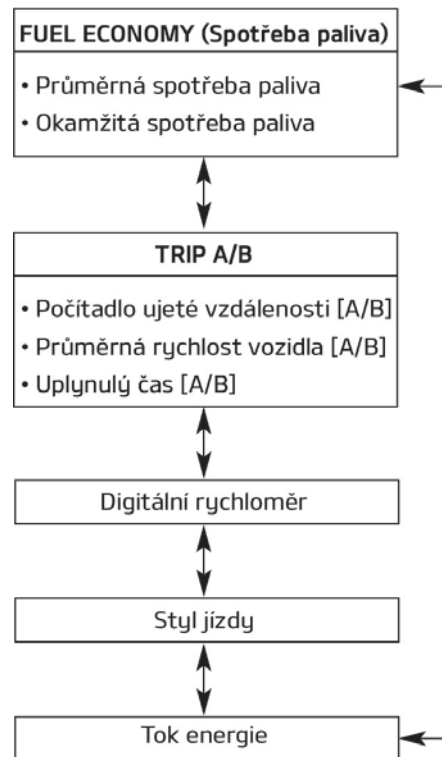 FUEL ECONOMY (Spotřeba paliva)
• Průměrná spotřeba paliva
• Okamžitá spotřeba paliva
TRIP A/B
• Počítadlo ujeté vzdálenosti [A/B]
• Průměrná rychlost vozidla [A/B]
• Uplynulý čas [A/B]
Digitální rychloměr
Styl jízdy
Tok energie